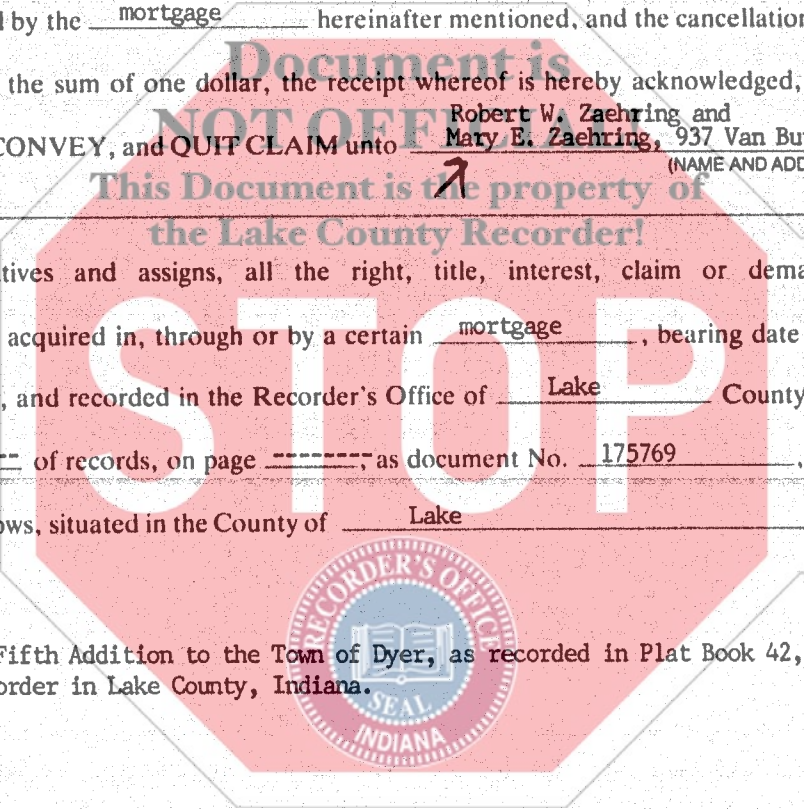 by the mortgage hereinafter mentioned, and the cancellation
the sum of one dollar, the receipt whereof is hereby acknowledged,
Document is
NOT OFFICIAL
This Document is the property of
the Lake County Recorder!
Robert W. Zaehring and
CONVEY, and QUIT CLAIM unto Mary E. Zaehring, 937 Van Bu
(NAME AND ADD
tives and assigns, all the right, title, interest, claim or dema
acquired in, through or by a certain mortgage, bearing date
, and recorded in the Recorder's Office of Lake County
of records, on page --------, as document No. 175769,
ows, situated in the County of Lake
STOP
RECORDER'S OFFICE
SEAL
INDIANA
Fifth Addition to the Town of Dyer, as recorded in Plat Book 42,
order in Lake County, Indiana.